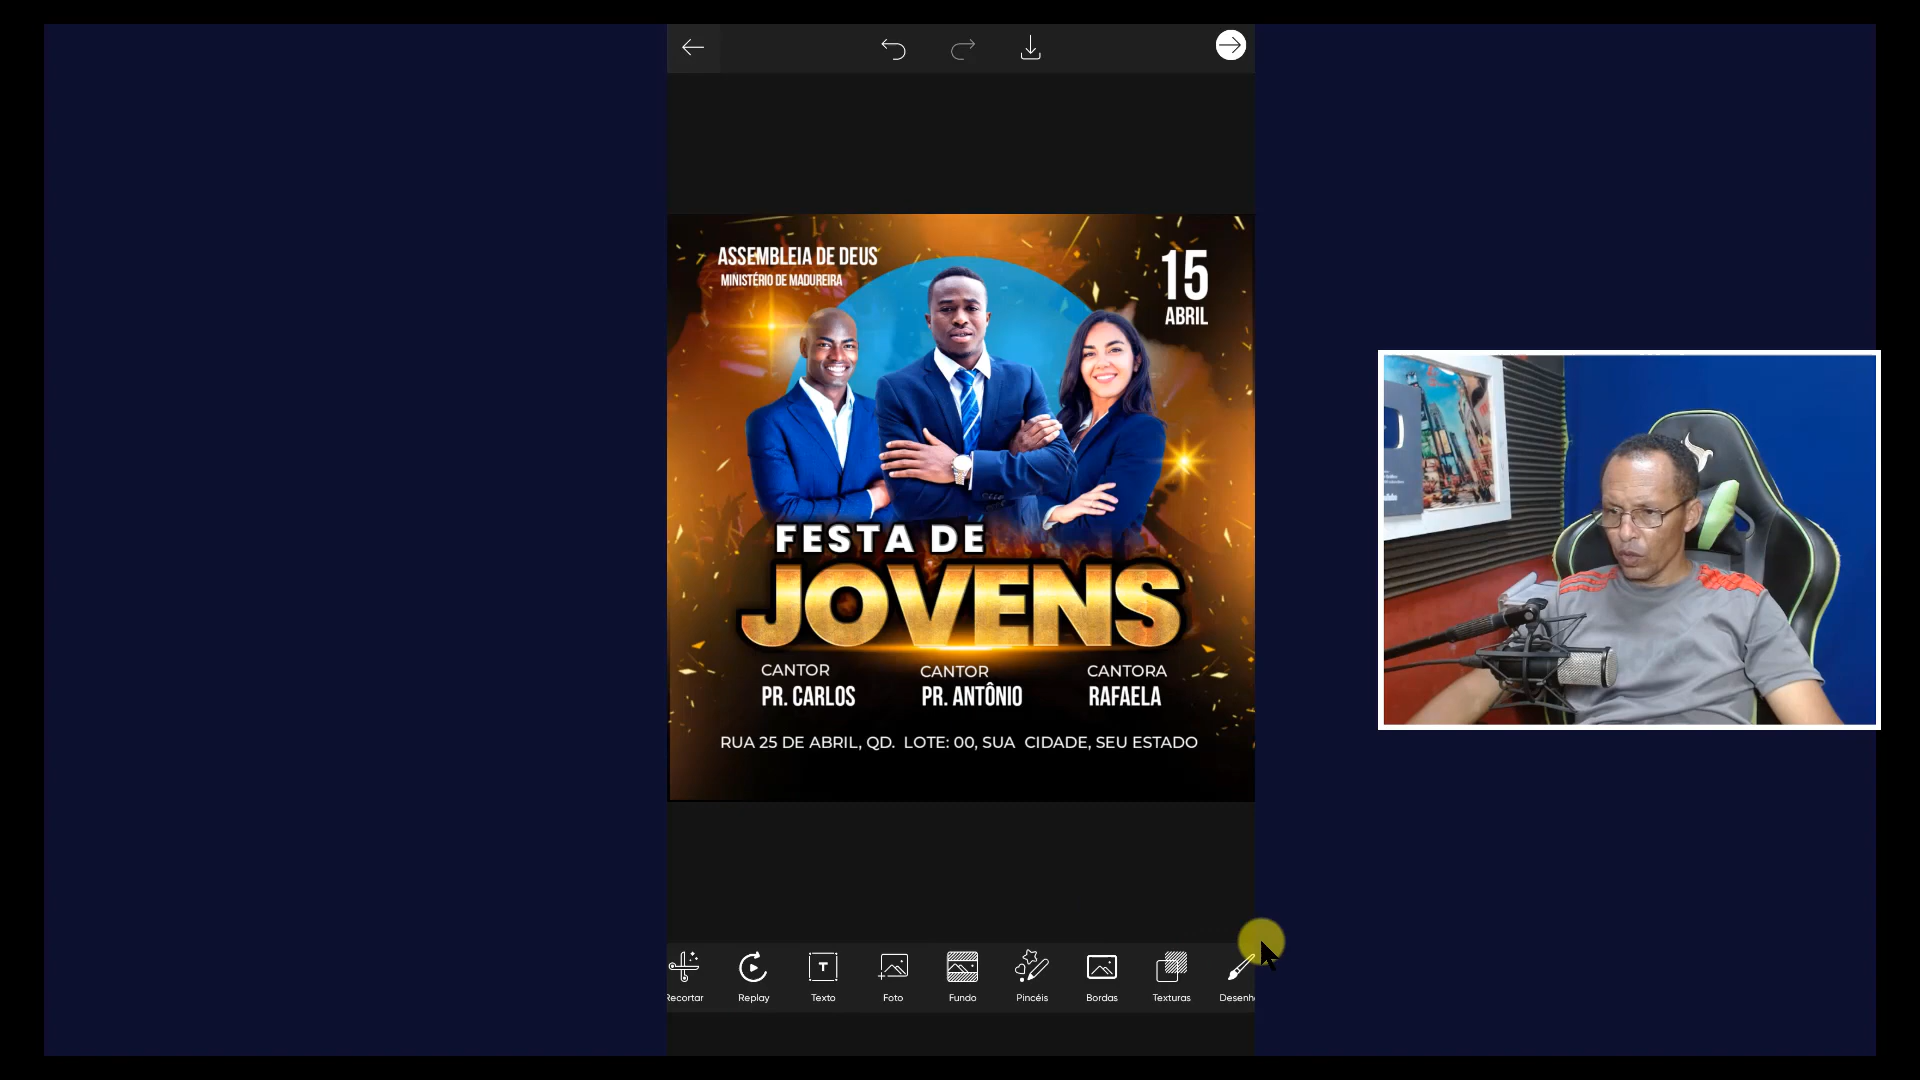 ASSEMBLEIA DE DEUS
MINISTÉRIO DE MADUREIRA
15
ABRIL
FESTA DE
JOVENS
CANTOR
PR. CARLOS
CANTOR
PR. ANTÔNIO
CANTORA
RAFAELA
RUA 25 DE ABRIL, QD. LOTE: 00, SUA CIDADE, SEU ESTADO
Recortar
Replay
Texto
Foto
Fundo
Pincéis
Bordas
Texturas
Desenh